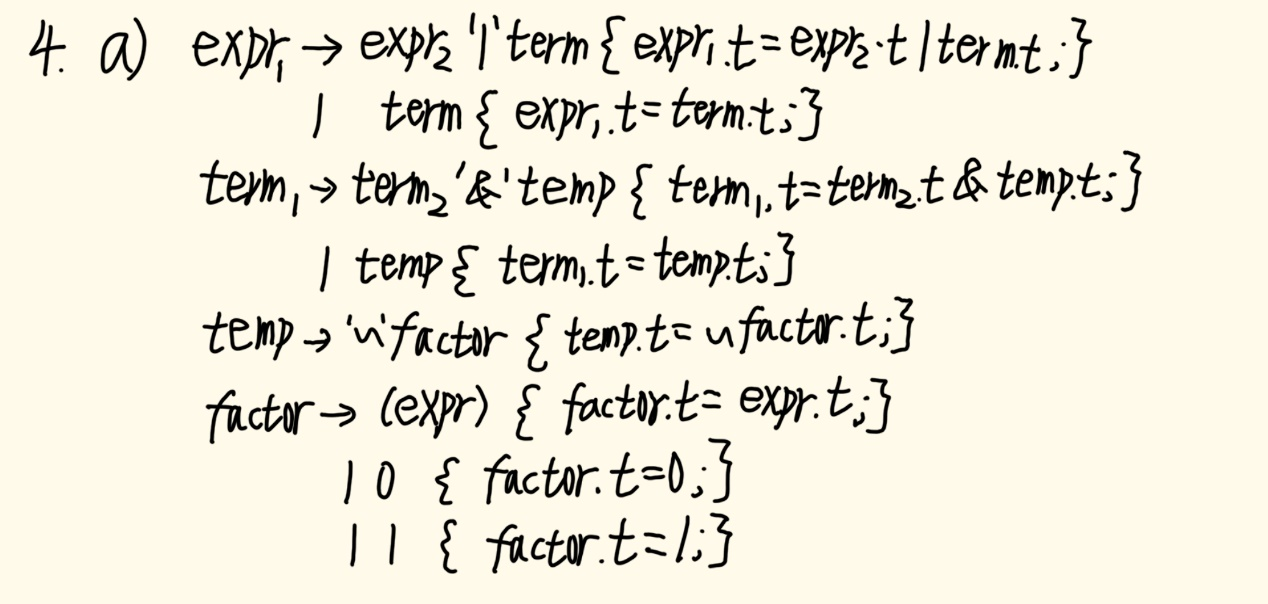 4. a) expr₁ → expr₂ '|' term { expr₁.t = expr₂.t | term.t ; }
| term { expr₁.t = term.t ; }
term₁ → term₂ '&' temp { term₁.t = term₂.t & temp.t ; }
| temp { term₁.t = temp.t ; }
temp → '~' factor { temp.t = ~ factor.t ; }
factor → (expr) { factor.t = expr.t ; }
| 0 { factor.t = 0 ; }
| 1 { factor.t = 1 ; }